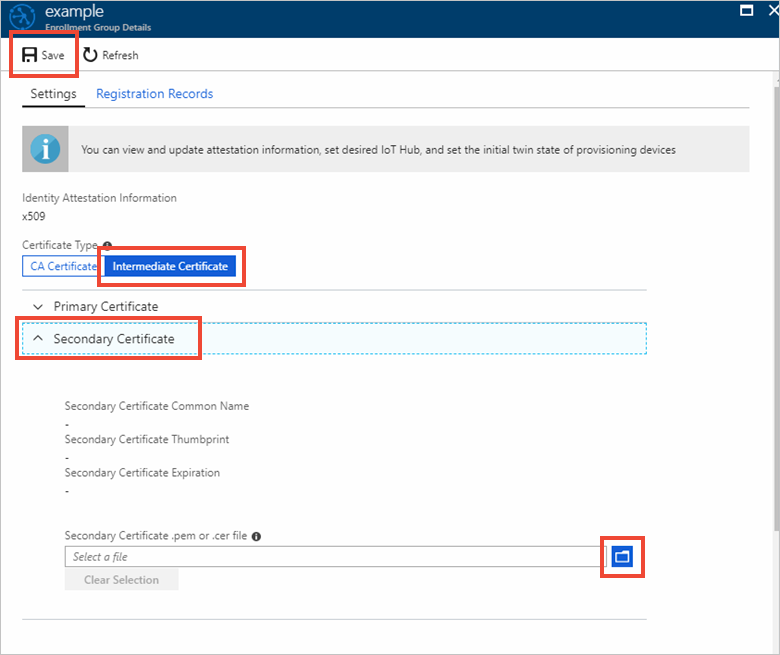 example
Enrollment Group Details
Save Refresh
Settings Registration Records
You can view and update attestation information, set desired IoT Hub, and set the initial twin state of provisioning devices
Identity Attestation Information
x509
Certificate Type
CA Certificate Intermediate Certificate
Primary Certificate
Secondary Certificate
Secondary Certificate Common Name
-
Secondary Certificate Thumbprint
-
Secondary Certificate Expiration
-
Secondary Certificate .pem or .cer file
Select a file
Clear Selection